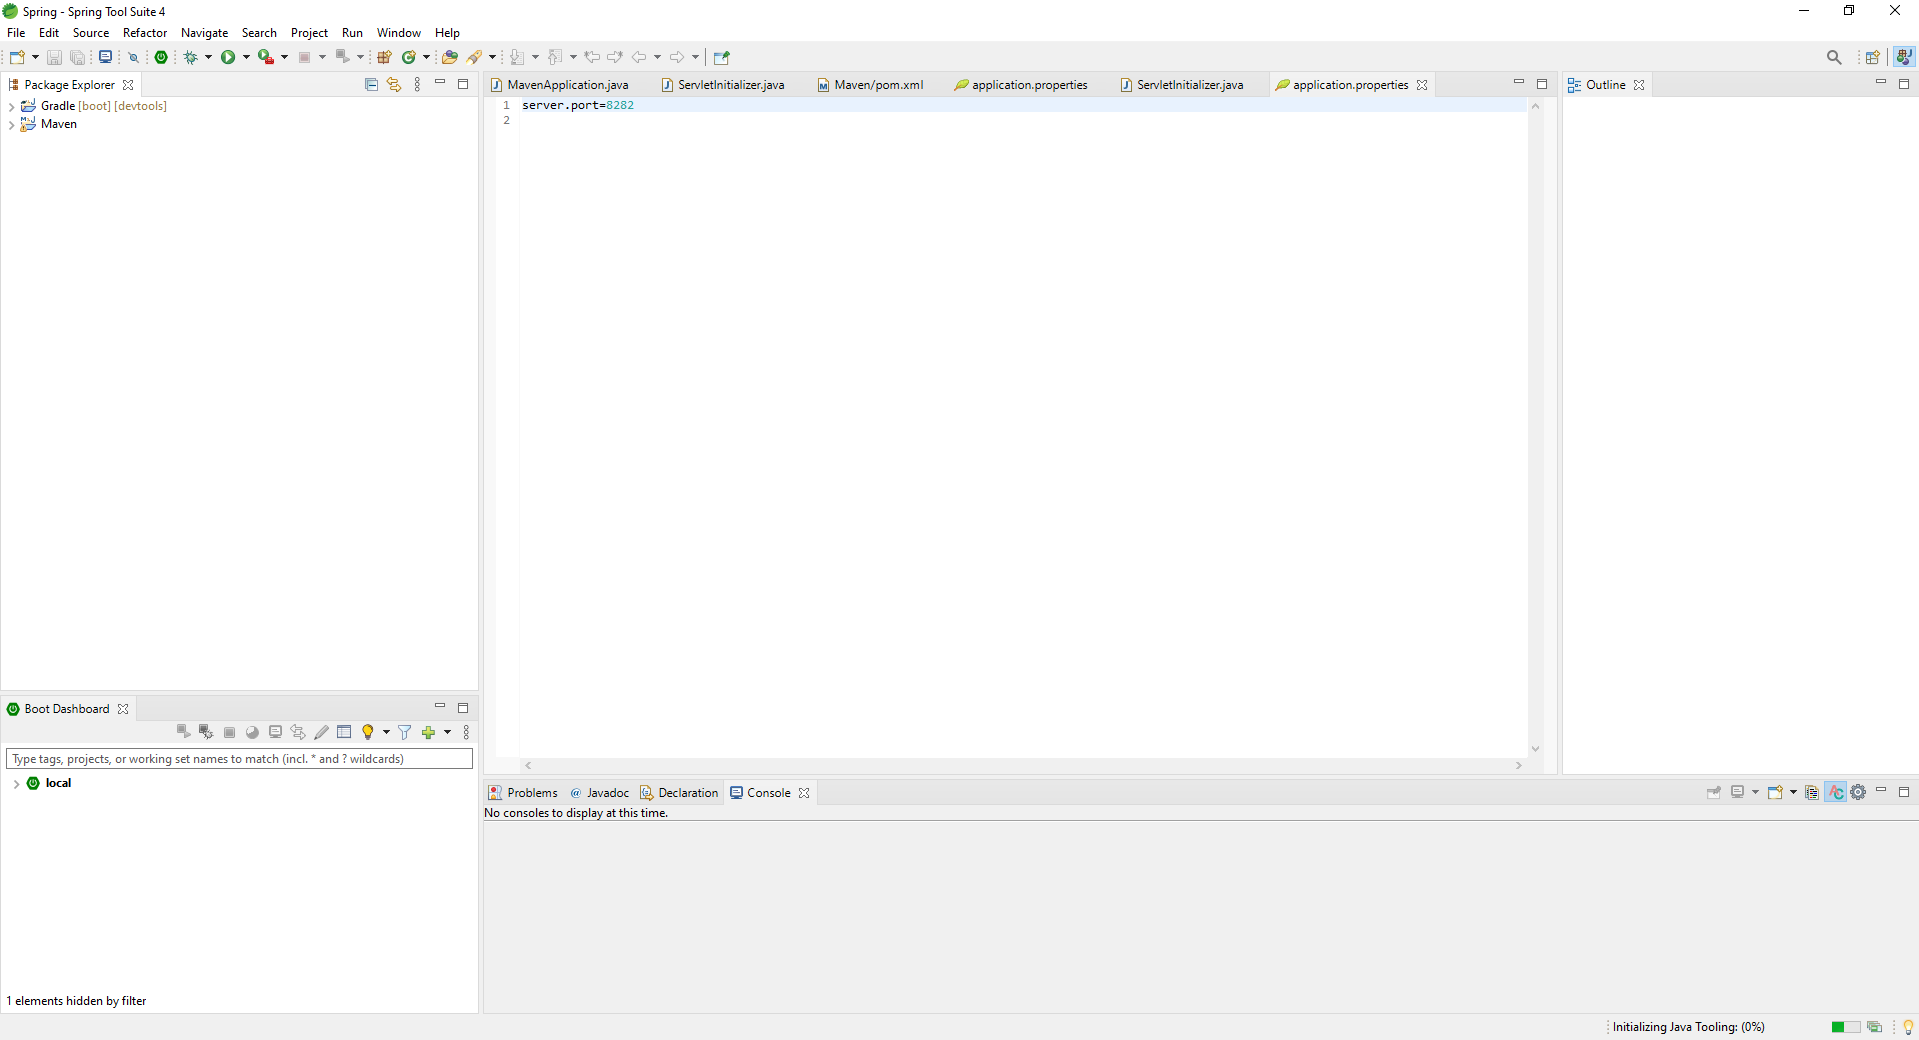 Spring - Spring Tool Suite 4
File Edit Source Refactor Navigate Search Project Run Window Help
Package Explorer
Gradle [boot] [devtools]
Maven
MavenApplication.java ServletInitializer.java Maven/pom.xml application.properties ServletInitializer.java application.properties
1 server.port=8282
2
Outline
Boot Dashboard
Type tags, projects, or working set names to match (incl. * and ? wildcards)
local
1 elements hidden by filter
Problems @ Javadoc Declaration Console
No consoles to display at this time.
Initializing Java Tooling: (0%)